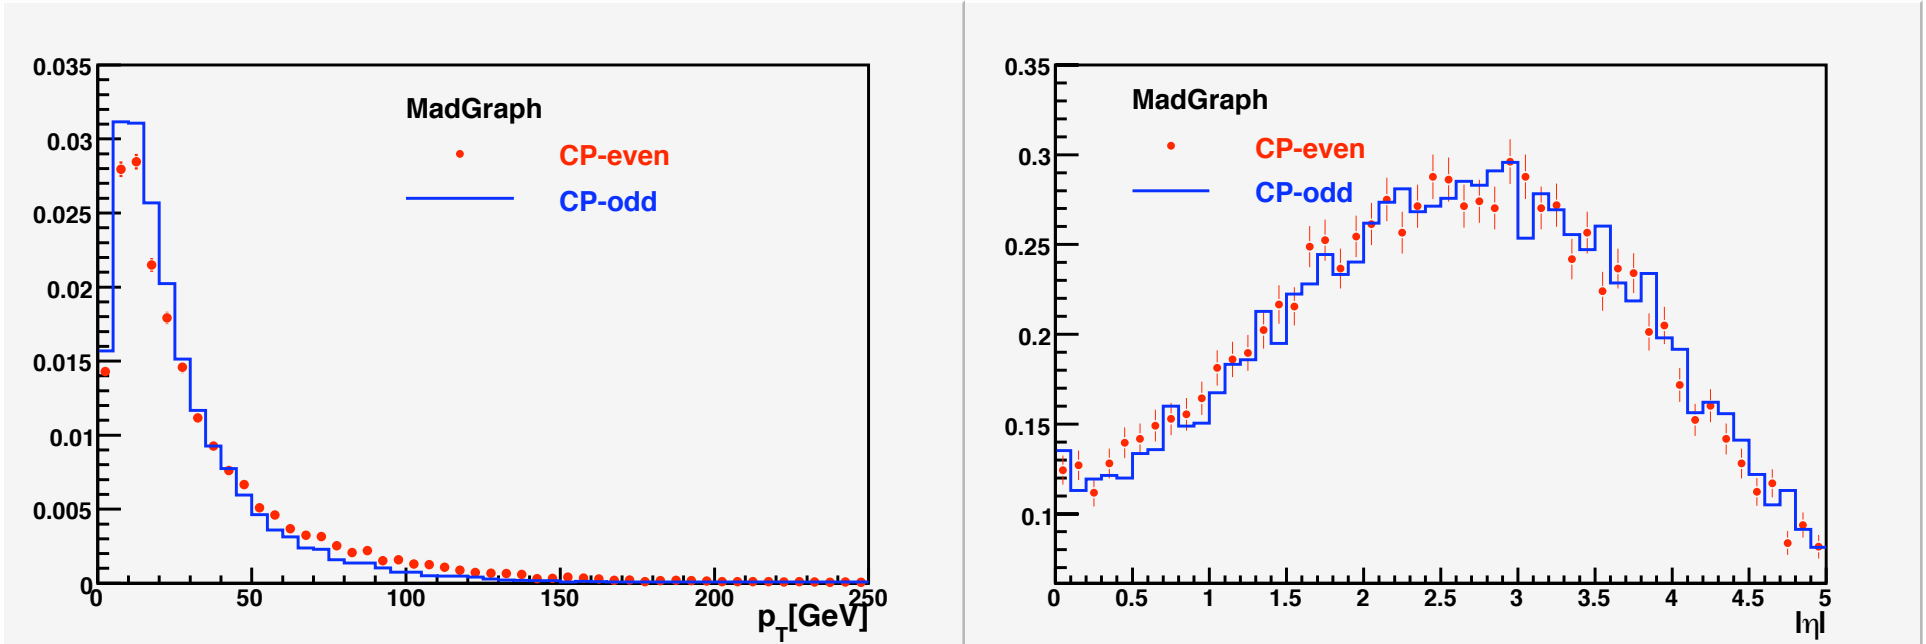 0.035
0.03
0.025
0.02
0.015
0.01
0.005
0
MadGraph
CP-even
CP-odd
0 50 100 150 200 250
p_T[GeV]
0.35
0.3
0.25
0.2
0.15
0.1
MadGraph
CP-even
CP-odd
0 0.5 1 1.5 2 2.5 3 3.5 4 4.5 5
|η|